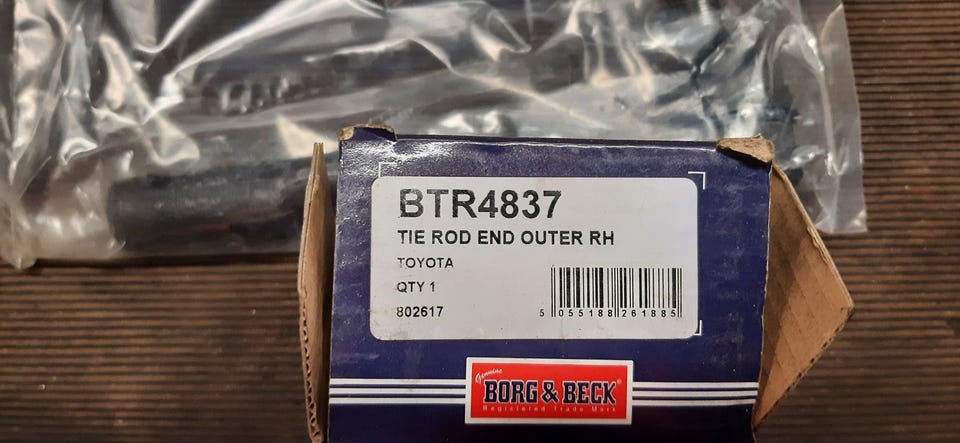 BTR4837
TIE ROD END OUTER RH
TOYOTA
QTY 1
802617
5 055188 261885
Genuine
BORG & BECK®
Registered Trade Mark